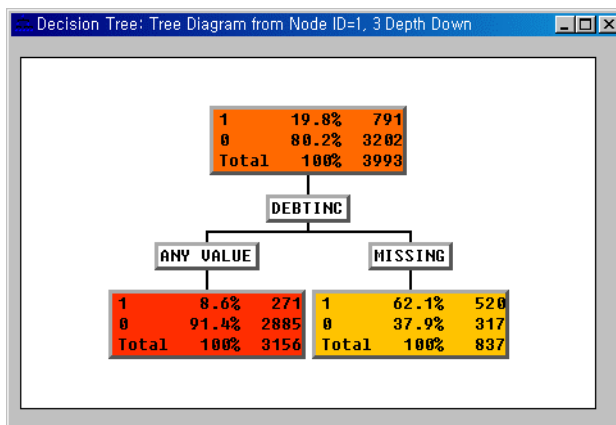 Decision Tree: Tree Diagram from Node ID=1, 3 Depth Down
1 19.8% 791
0 80.2% 3202
Total 100% 3993
DEBTINC
ANY VALUE
MISSING
1 8.6% 271
0 91.4% 2885
Total 100% 3156
1 62.1% 520
0 37.9% 317
Total 100% 837